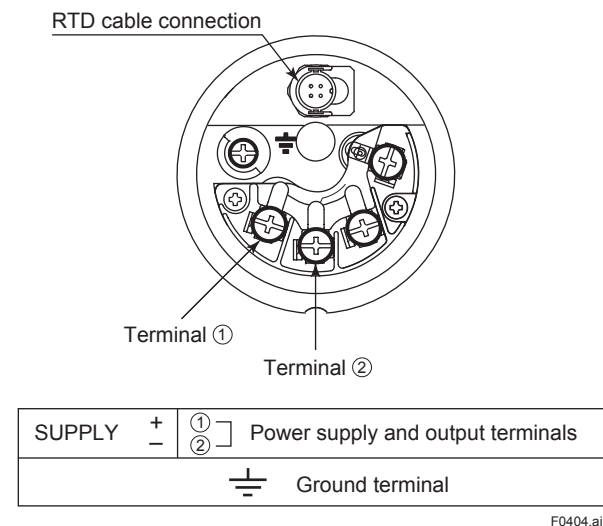 RTD cable connection
Terminal ①
Terminal ②
SUPPLY + ① Power supply and output terminals
− ②
Ground terminal
F0404.ai